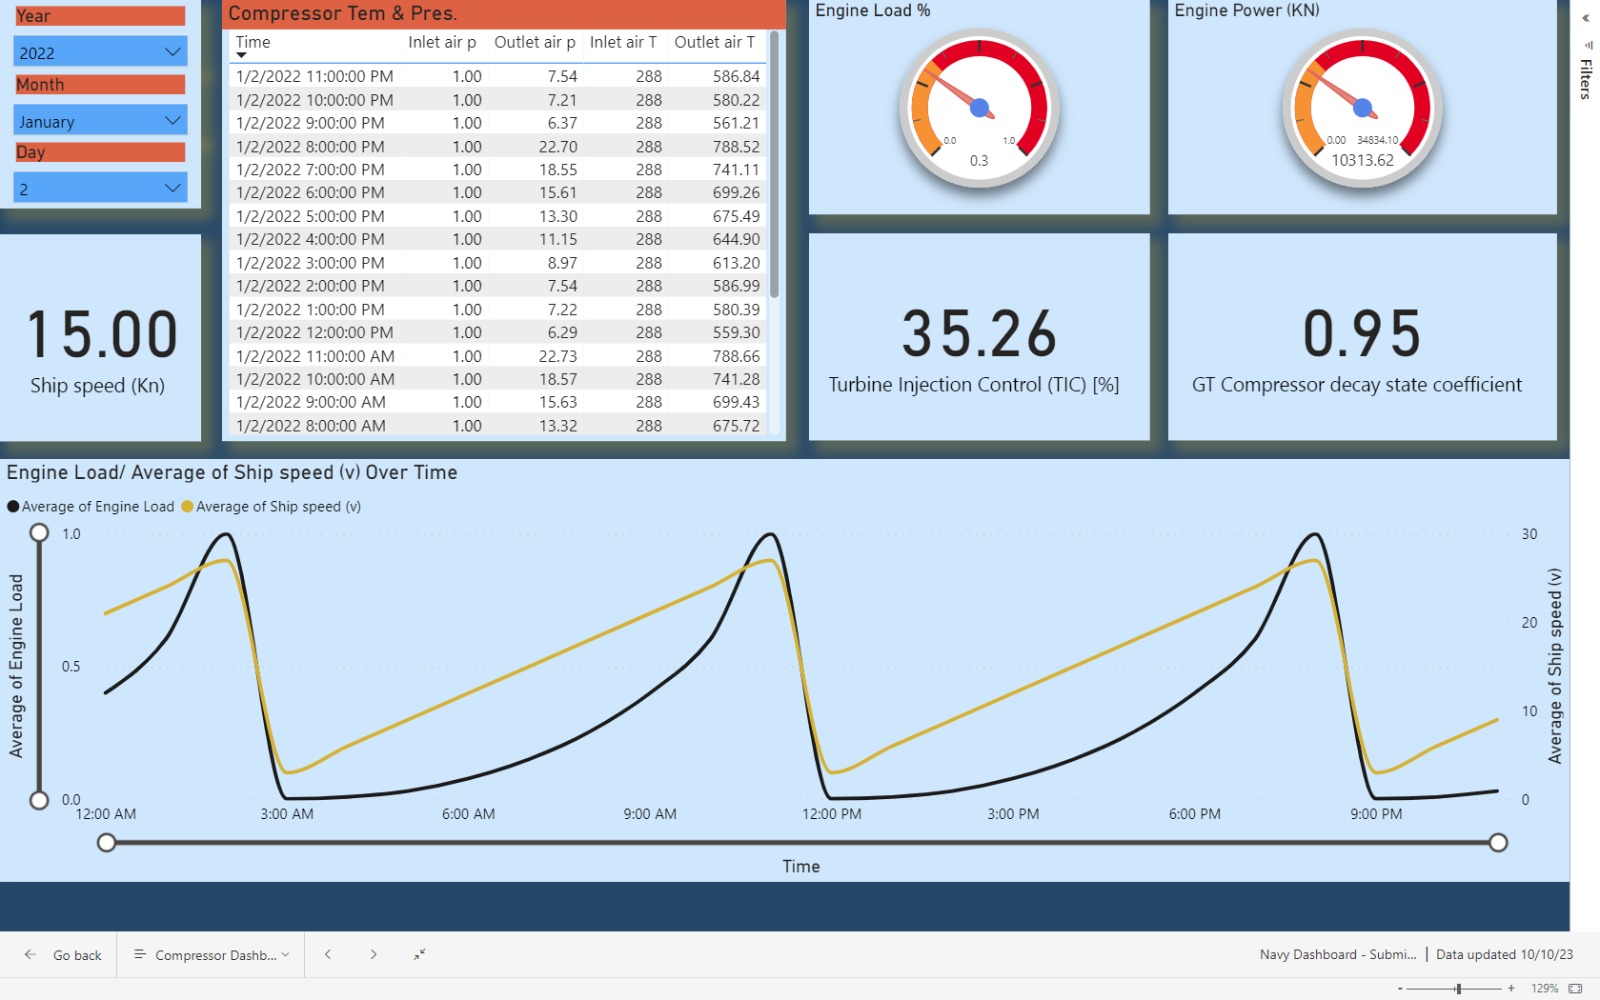 Year
2022
Month
January
Day
2
15.00
Ship speed (Kn)
Compressor Tem & Pres.
Time Inlet air p Outlet air p Inlet air T Outlet air T
1/2/2022 11:00:00 PM 1.00 7.54 288 586.84
1/2/2022 10:00:00 PM 1.00 7.21 288 580.22
1/2/2022 9:00:00 PM 1.00 6.37 288 561.21
1/2/2022 8:00:00 PM 1.00 22.70 288 788.52
1/2/2022 7:00:00 PM 1.00 18.55 288 741.11
1/2/2022 6:00:00 PM 1.00 15.61 288 699.26
1/2/2022 5:00:00 PM 1.00 13.30 288 675.49
1/2/2022 4:00:00 PM 1.00 11.15 288 644.90
1/2/2022 3:00:00 PM 1.00 8.97 288 613.20
1/2/2022 2:00:00 PM 1.00 7.54 288 586.99
1/2/2022 1:00:00 PM 1.00 7.22 288 580.39
1/2/2022 12:00:00 PM 1.00 6.29 288 559.30
1/2/2022 11:00:00 AM 1.00 22.73 288 788.66
1/2/2022 10:00:00 AM 1.00 18.57 288 741.28
1/2/2022 9:00:00 AM 1.00 15.63 288 699.43
1/2/2022 8:00:00 AM 1.00 13.32 288 675.72
Engine Load %
0.0 1.0
0.3
Engine Power (KN)
0.00 34834.10
10313.62
35.26
Turbine Injection Control (TIC) [%]
0.95
GT Compressor decay state coefficient
Filters
Engine Load/ Average of Ship speed (v) Over Time
Average of Engine Load Average of Ship speed (v)
Average of Engine Load
1.0
0.5
0.0
30
20
10
0
Average of Ship speed (v)
12:00 AM 3:00 AM 6:00 AM 9:00 AM 12:00 PM 3:00 PM 6:00 PM 9:00 PM
Time
Go back Compressor Dashb... Navy Dashboard - Submi... | Data updated 10/10/23
- + 129%